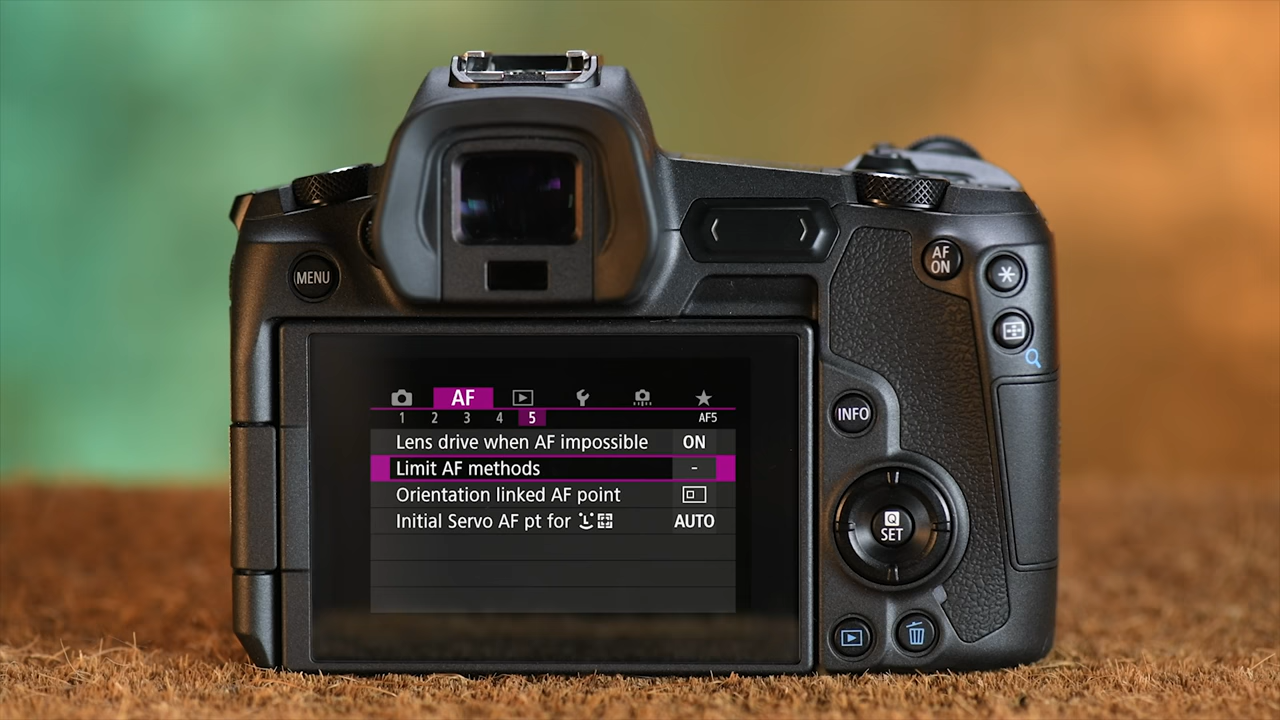 MENU
AF
ON
INFO
Q
SET
AF
1 2 3 4 5 AF5
Lens drive when AF impossible ON
Limit AF methods -
Orientation linked AF point
Initial Servo AF pt for AUTO